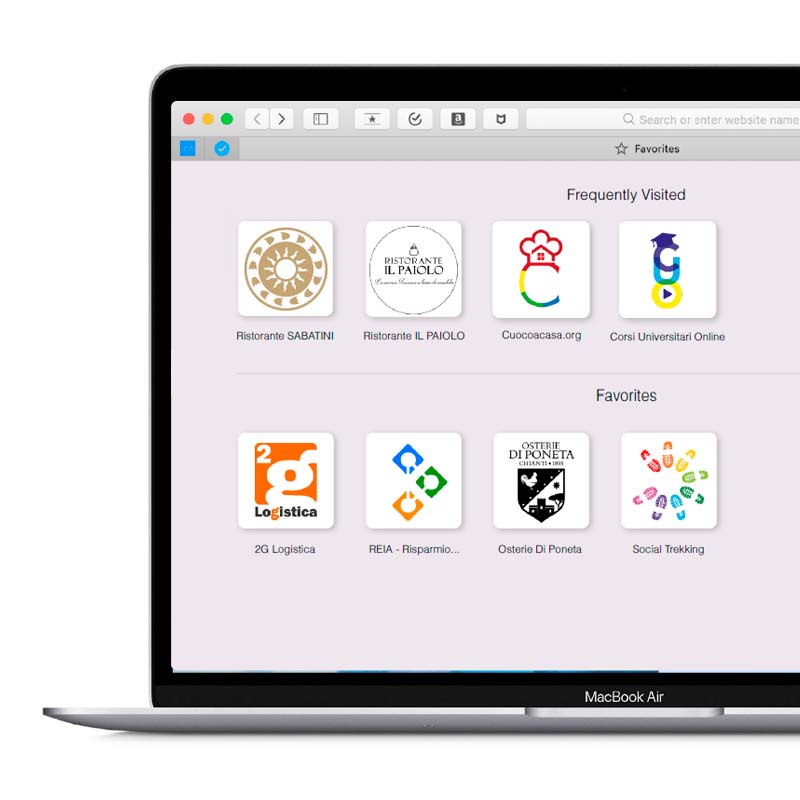 Search or enter website name
Favorites
Frequently Visited
RISTORANTE
IL PAIOLO
Ristorante SABATINI
Ristorante IL PAIOLO
Cuocoacasa.org
Corsi Universitari Online
Favorites
2g
Logistica
OSTERIE
DI PONETA
CHIANTI • 1895
2G Logistica
REIA - Risparmio...
Osterie Di Poneta
Social Trekking
MacBook Air